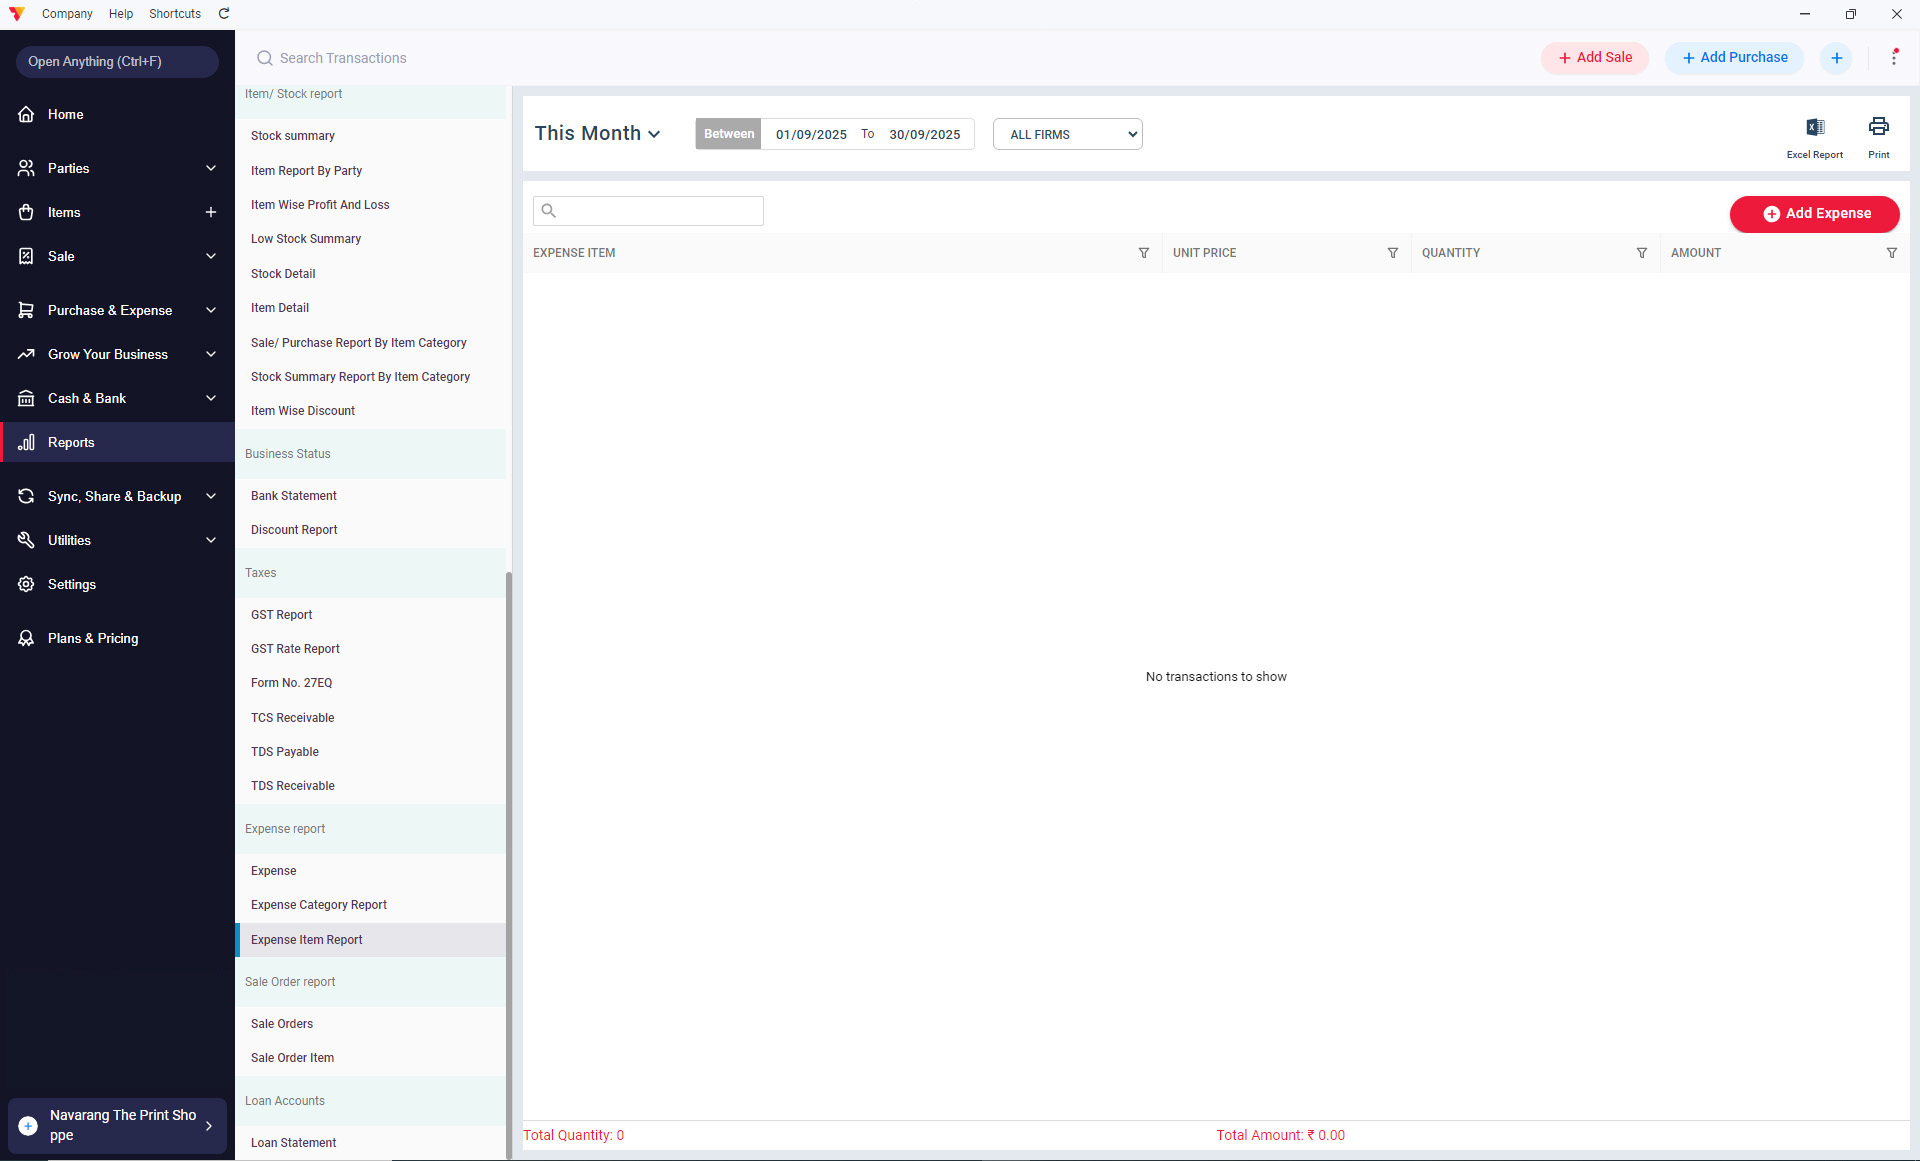 Company Help Shortcuts
Open Anything (Ctrl+F)
Search Transactions
+ Add Sale
+ Add Purchase
Home
Parties
Items
Sale
Purchase & Expense
Grow Your Business
Cash & Bank
Reports
Sync, Share & Backup
Utilities
Settings
Plans & Pricing
Navarang The Print Sho
ppe
Item/ Stock report
Stock summary
Item Report By Party
Item Wise Profit And Loss
Low Stock Summary
Stock Detail
Item Detail
Sale/ Purchase Report By Item Category
Stock Summary Report By Item Category
Item Wise Discount
Business Status
Bank Statement
Discount Report
Taxes
GST Report
GST Rate Report
Form No. 27EQ
TCS Receivable
TDS Payable
TDS Receivable
Expense report
Expense
Expense Category Report
Expense Item Report
Sale Order report
Sale Orders
Sale Order Item
Loan Accounts
Loan Statement
This Month
Between 01/09/2025 To 30/09/2025
ALL FIRMS
Excel Report
Print
Add Expense
EXPENSE ITEM UNIT PRICE QUANTITY AMOUNT
No transactions to show
Total Quantity: 0 Total Amount: ₹ 0.00